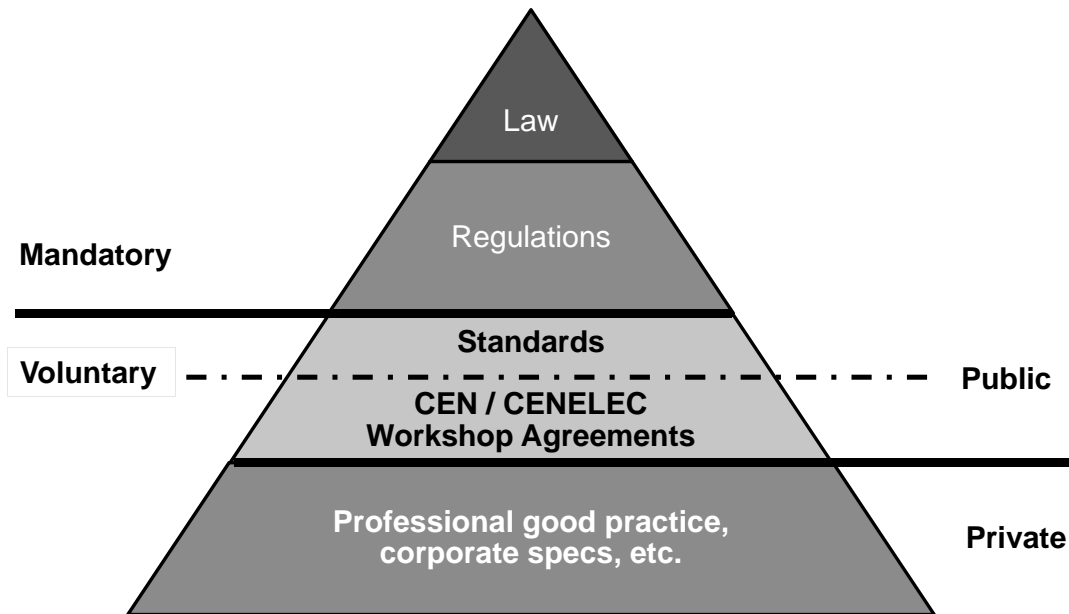 Law
Regulations
Mandatory
Standards
Voluntary
Public
CEN / CENELEC
Workshop Agreements
Professional good practice,
corporate specs, etc.
Private